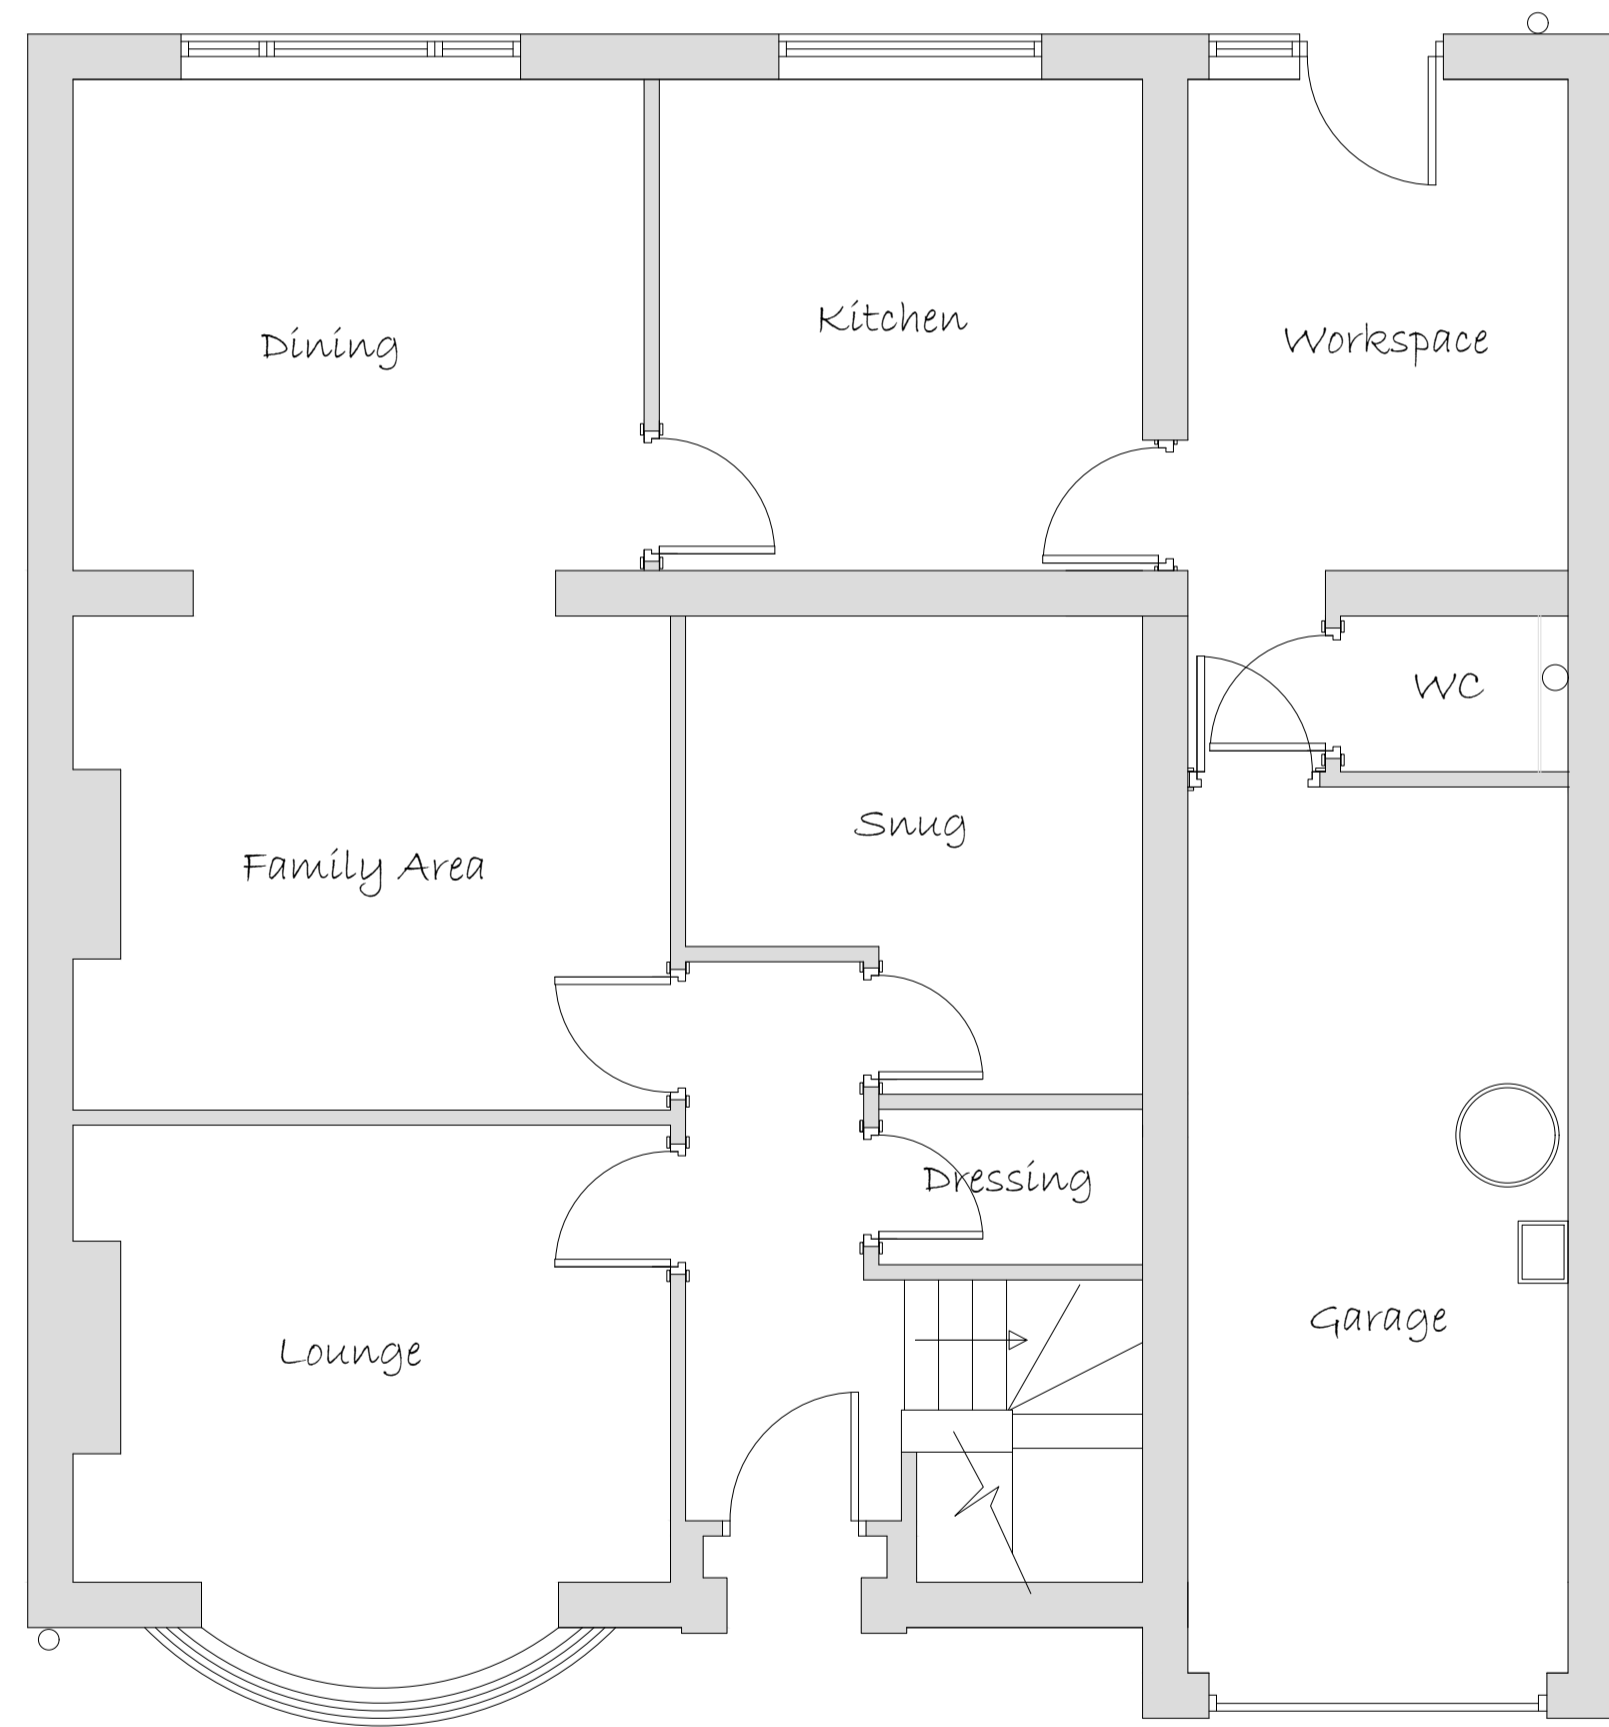 Dining
Kitchen
Workspace
WC
Snug
Family Area
Dressing
Garage
Lounge